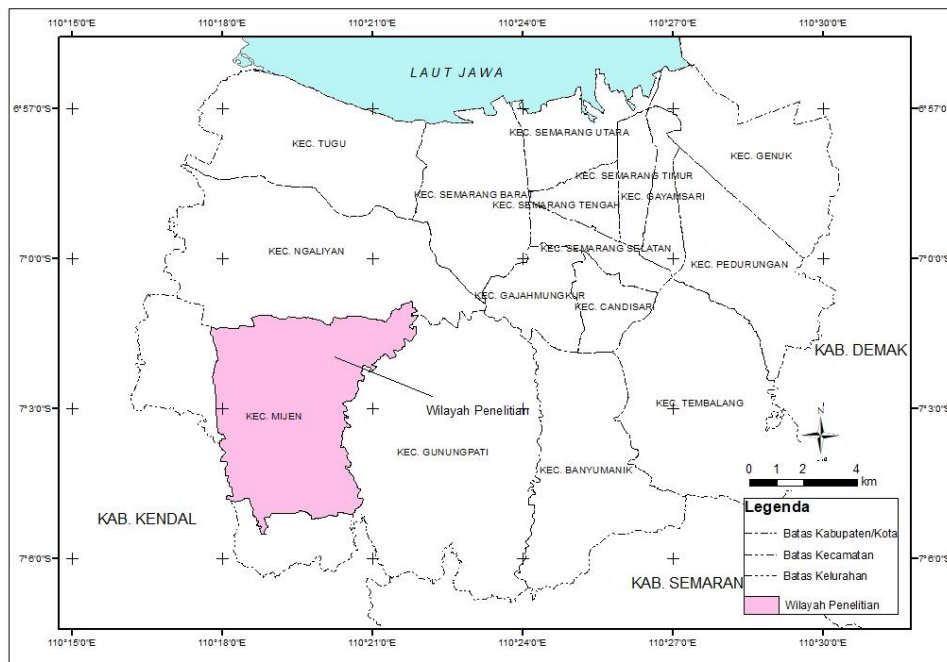 110°15'0"E 110°18'0"E 110°21'0"E 110°24'0"E 110°27'0"E 110°30'0"E
LAUT JAWA
6°57'0"S 6°57'0"
KEC. SEMARANG UTARA
KEC. TUGU
KEC. GENUK
KEC. SEMARANG TIMUR
KEC. SEMARANG BARAT
KEC. GAYAMSARI
KEC. SEMARANG TENGAH
KEC. NGALIYAN
KEC. SEMARANG SELATAN
7°0'0"S 7°0'0"S
KEC. PEDURUNGAN
KEC. GAJAHMUNGKUR
KEC. CANDISARI
KAB. DEMAK
KEC. TEMBALANG
7°3'0"S 7°3'0"S
Wilayah Penelitian
KEC. MIJEN
N
KEC. GUNUNGPATI
KEC. BANYUMANIK
0 1 2 4
km
Legenda
KAB. KENDAL
Batas Kabupaten/Kota
Batas Kecamatan
7°6'0"S 7°6'0"S
Batas Kelurahan
KAB. SEMARAN
Wilayah Penelitian
110°15'0"E 110°18'0"E 110°21'0"E 110°24'0"E 110°27'0"E 110°30'0"E